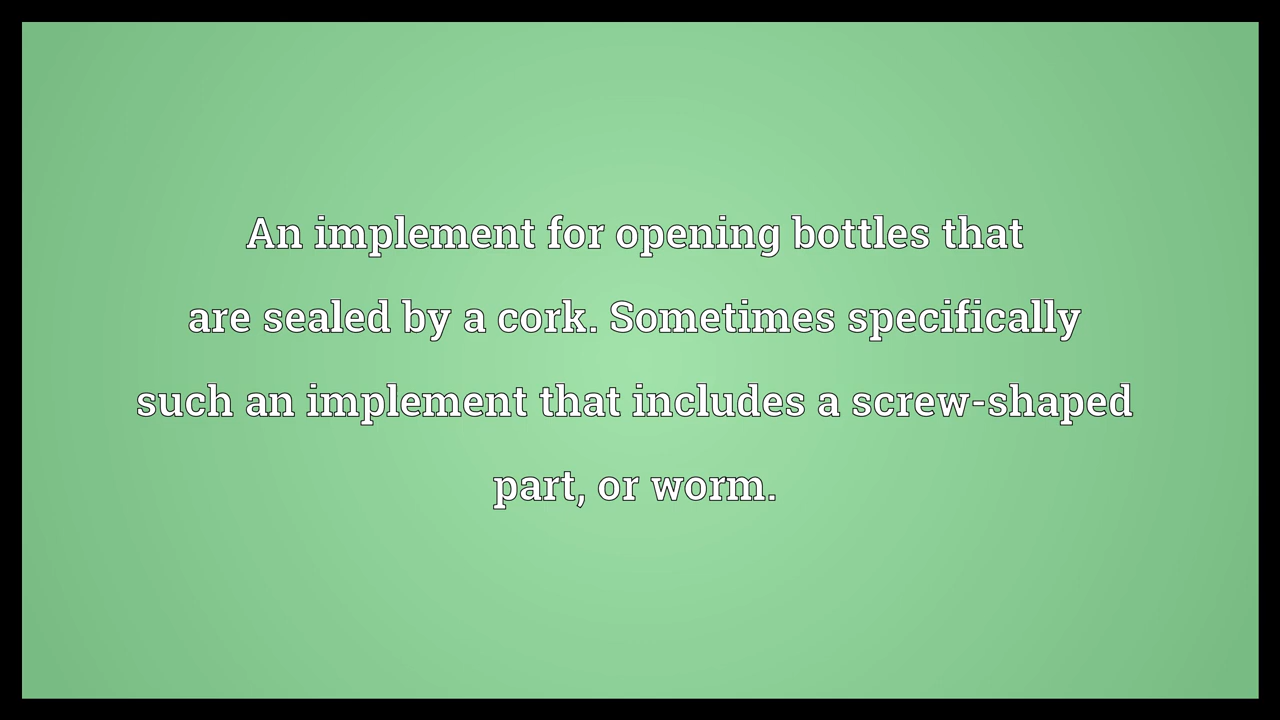 An implement for opening bottles that
are sealed by a cork. Sometimes specifically
such an implement that includes a screw-shaped
part, or worm.